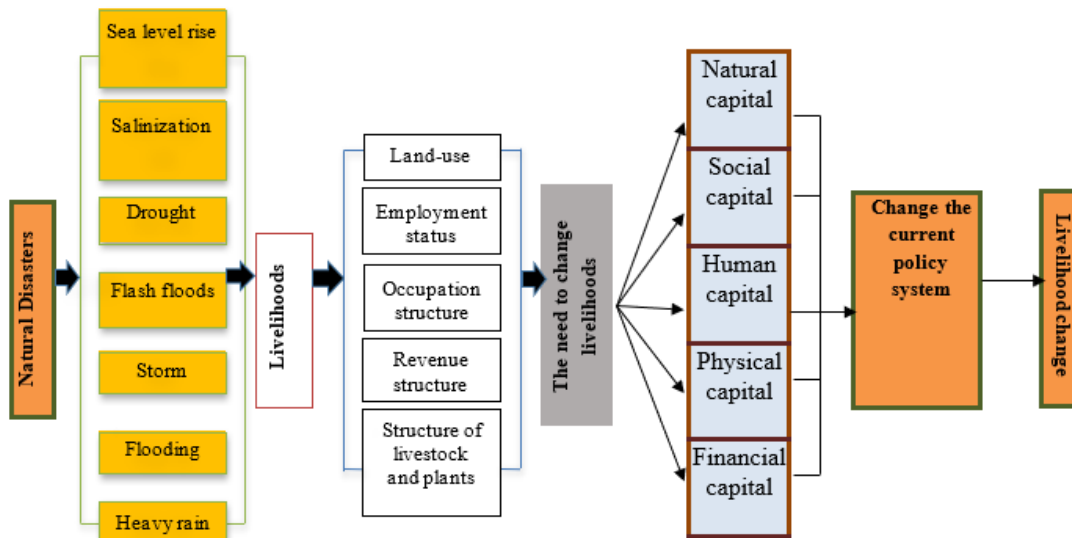 Natural Disasters
Sea level rise
Salinization
Drought
Flash floods
Storm
Flooding
Heavy rain
Livelihoods
Land-use
Employment
status
Occupation
structure
Revenue
structure
Structure of
livestock
and plants
The need to change
livelihoods
Natural
capital
Social
capital
Human
capital
Physical
capital
Financial
capital
Change the
current
policy
system
Livelihood change